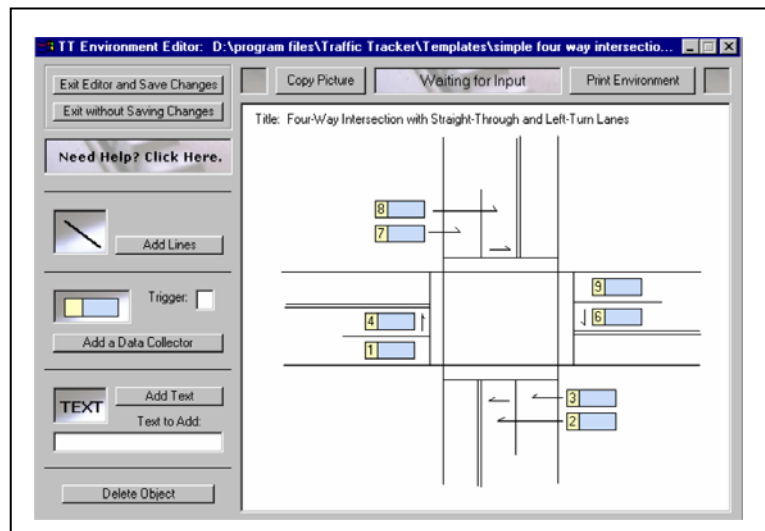 TT Environment Editor: D:\program files\Traffic Tracker\Templates\simple four way intersectio...
Exit Editor and Save Changes
Exit without Saving Changes
Need Help? Click Here.
Add Lines
Trigger:
Add a Data Collector
TEXT
Add Text
Text to Add:
Delete Object
Copy Picture
Waiting for Input
Print Environment
Title: Four-Way Intersection with Straight-Through and Left-Turn Lanes
8
7
9
4
6
1
3
2